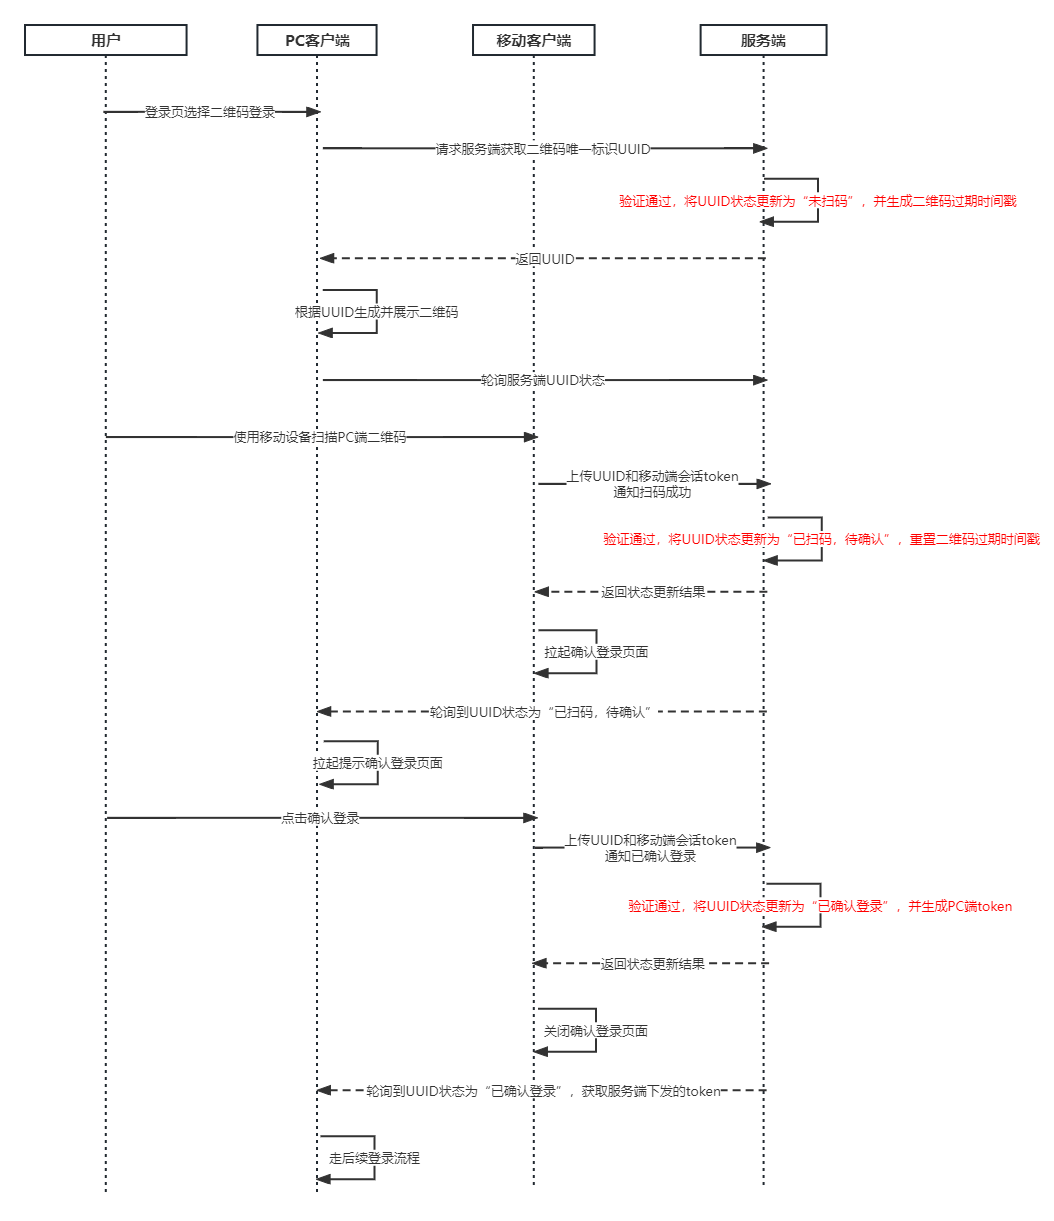 用户
PC客户端
移动客户端
服务端
登录页选择二维码登录
请求服务端获取二维码唯一标识UUID
验证通过，将UUID状态更新为“未扫码”，并生成二维码过期时间戳
返回UUID
根据UUID生成并展示二维码
轮询服务端UUID状态
使用移动设备扫描PC端二维码
上传UUID和移动端会话token
通知扫码成功
验证通过，将UUID状态更新为“已扫码，待确认”，重置二维码过期时间戳
返回状态更新结果
拉起确认登录页面
轮询到UUID状态为“已扫码，待确认”
拉起提示确认登录页面
点击确认登录
上传UUID和移动端会话token
通知已确认登录
验证通过，将UUID状态更新为“已确认登录”，并生成PC端token
返回状态更新结果
关闭确认登录页面
轮询到UUID状态为“已确认登录”，获取服务端下发的token
走后续登录流程